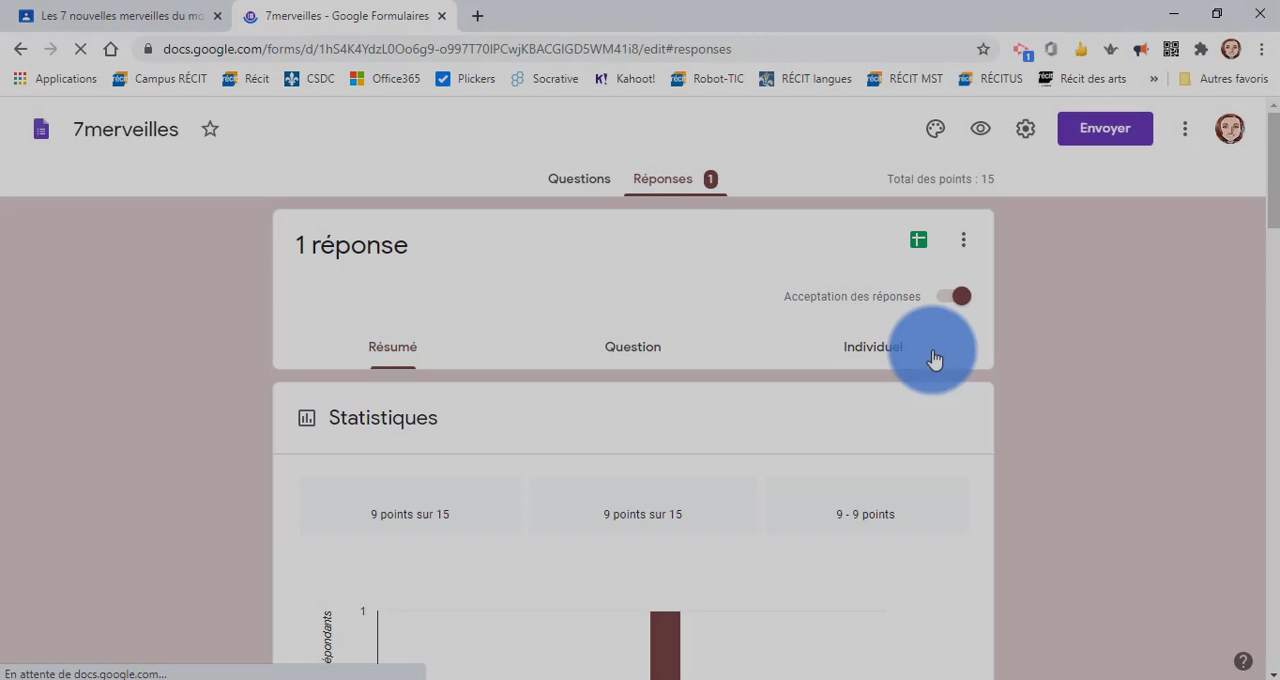 Les 7 nouvelles merveilles du mo
7merveilles - Google Formulaires
docs.google.com/forms/d/1hS4K4YdzL0Oo6g9-o997T70IPCwjKBACGIGD5WM41i8/edit#responses
1
Applications
Campus RÉCIT
Récit
CSDC
Office365
Plickers
Socrative
K! Kahoot!
Robot-TIC
RÉCIT langues
RÉCIT MST
RÉCITUS
Récit des arts
»
Autres favoris
7merveilles
Envoyer
Questions
Réponses 1
Total des points : 15
1 réponse
Acceptation des réponses
Résumé
Question
Individuel
Statistiques
9 points sur 15
9 points sur 15
9 - 9 points
1
épondants
En attente de docs.google.com...